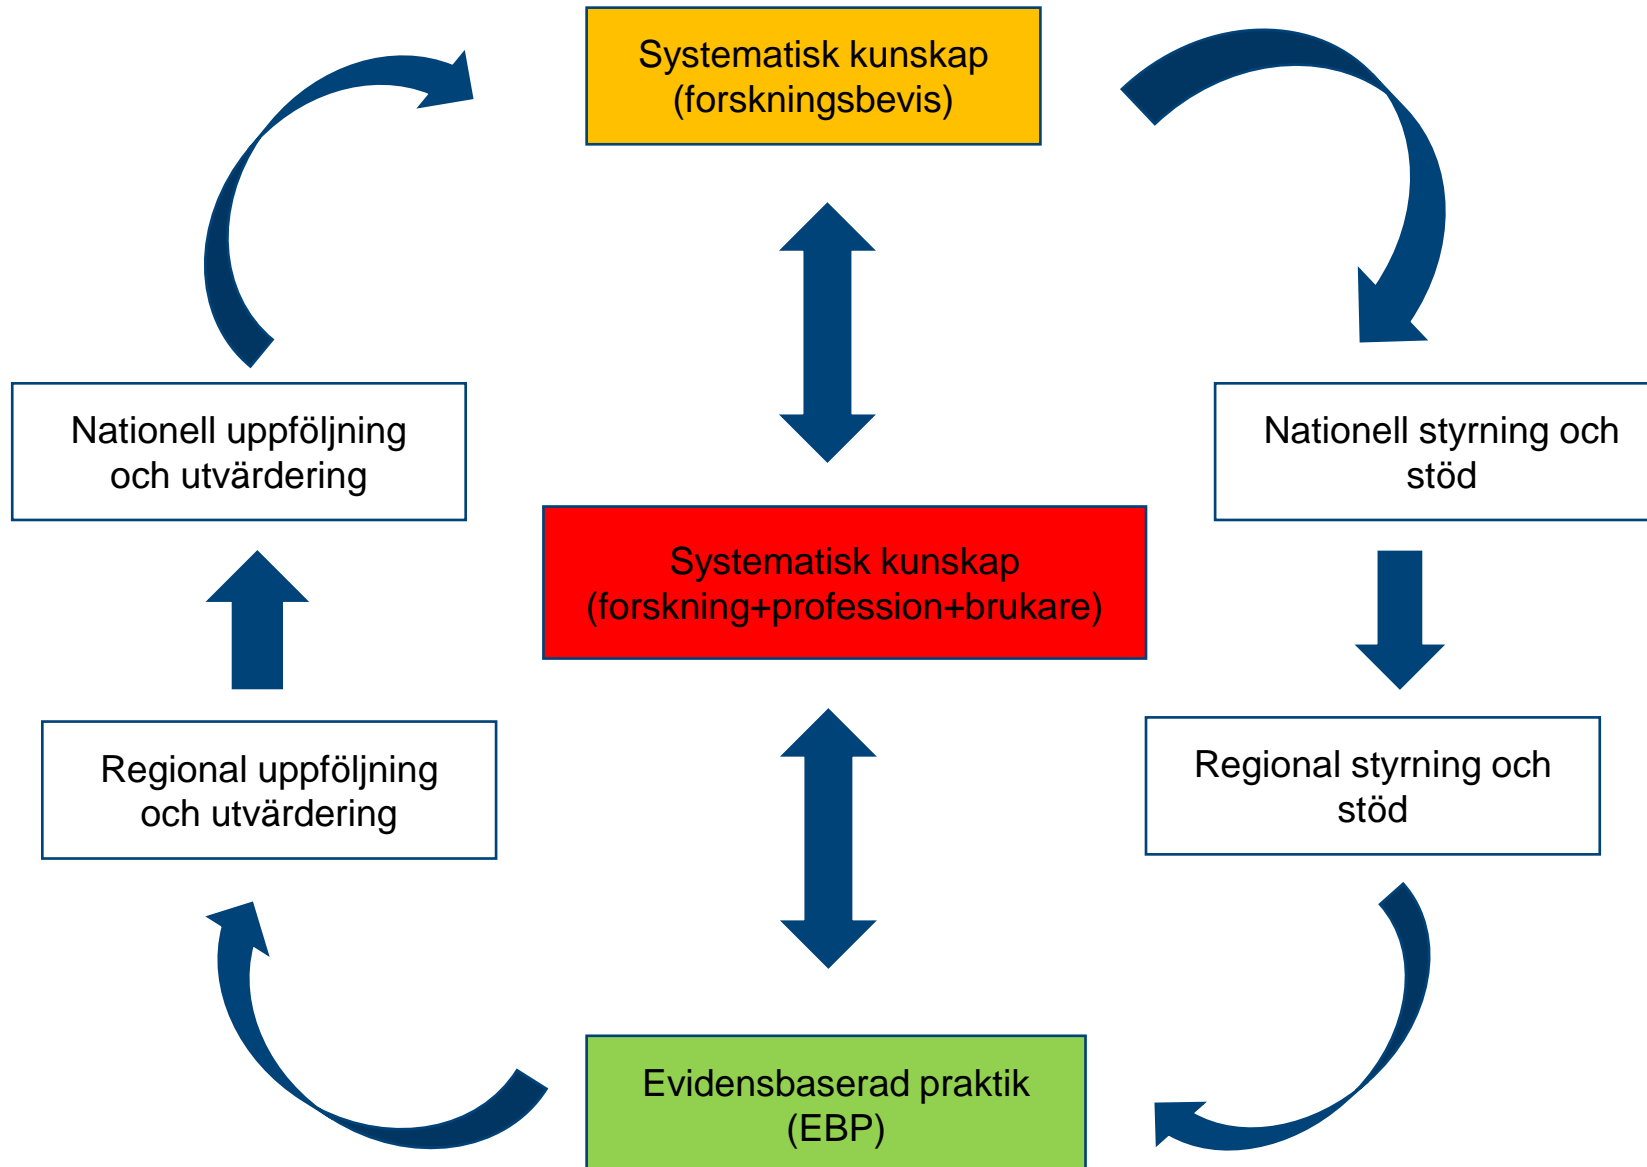 Systematisk kunskap
(forskningsbevis)
Nationell uppföljning
och utvärdering
Nationell styrning och
stöd
Systematisk kunskap
(forskning+profession+brukare)
Regional uppföljning
och utvärdering
Regional styrning och
stöd
Evidensbaserad praktik
(EBP)